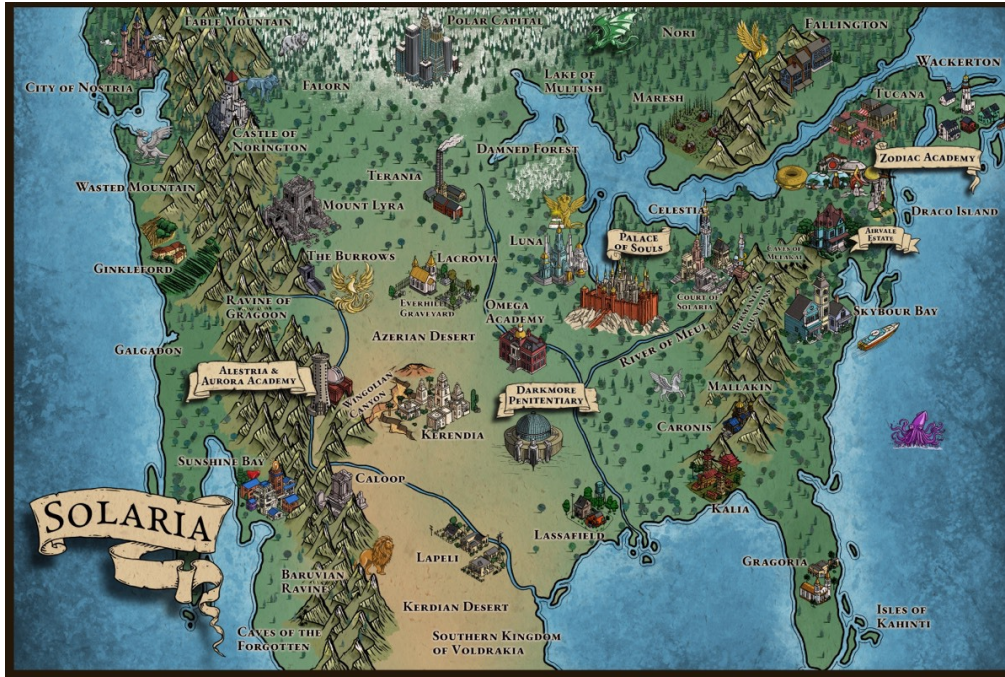 Fable Mountain
Polar Capital
Nori
Fallington
Wackerton
City of Nostria
Falorn
Lake of
Multush
Maresh
Tucana
Castle of
Norington
Damned Forest
Zodiac Academy
Wasted Mountain
Terania
Mount Lyra
Celestia
Draco Island
Luna
Palace
of Souls
Airvale
Estate
Ginkleford
The Burrows
Lacrovia
Everhill
Graveyard
Court of
Solaria
Ravine of
Gragoon
Omega
Academy
Skybour Bay
Azerian Desert
River of Meul
Galgadon
Alestria &
Aurora Academy
Wingolian
Canyon
Darkmore
Penitentiary
Mallakin
Kerendia
Caronis
Sunshine Bay
Caloop
Solaria
Kalia
Lassafield
Lapeli
Gragoria
Baruvian
Ravine
Kerdian Desert
Isles of
Kahinti
Caves of the
Forgotten
Southern Kingdom
of Voldrakia